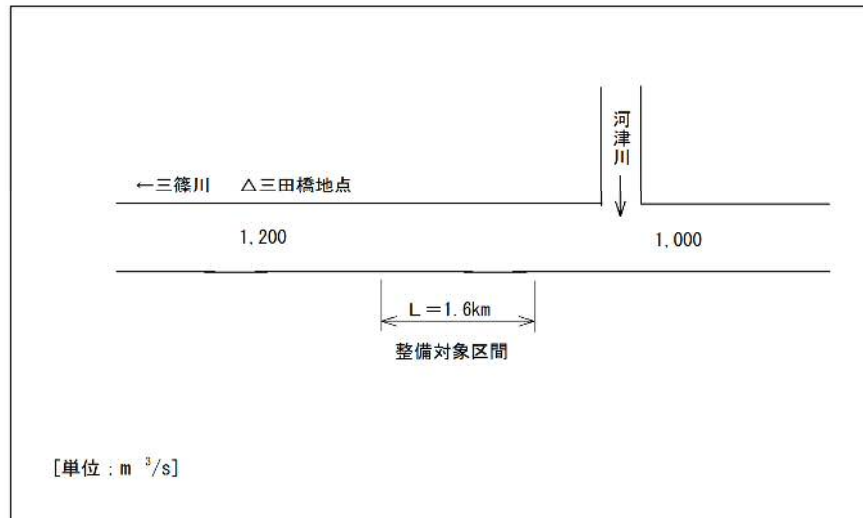 河津川
←三篠川 △三田橋地点
1,200
1,000
L=1.6km
整備対象区間
[単位:m ³/s]